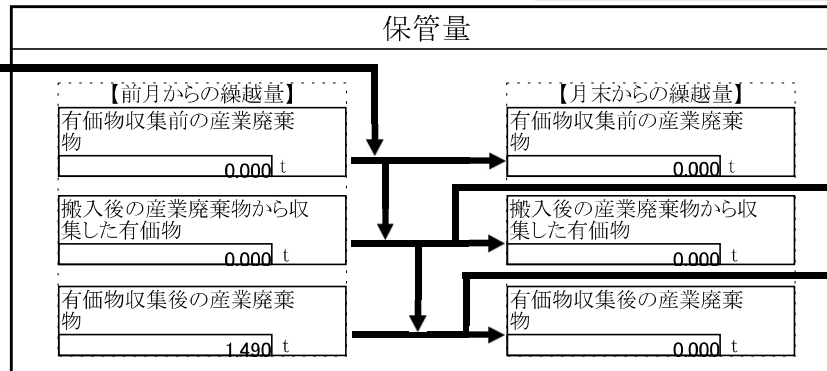 保管量
【前月からの繰越量】
有価物収集前の産業廃棄
物
0.000 t
搬入後の産業廃棄物から収
集した有価物
0.000 t
有価物収集後の産業廃棄
物
1.490 t
【月末からの繰越量】
有価物収集前の産業廃棄
物
0.000 t
搬入後の産業廃棄物から収
集した有価物
0.000 t
有価物収集後の産業廃棄
物
0.000 t